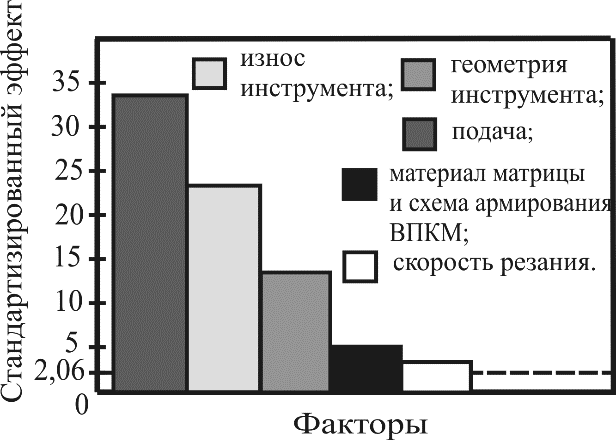 Стандартизированный эффект
35
30
25
20
15
10
5
2,06
0
износ
инструмента;
геометрия
инструмента;
подача;
материал матрицы
и схема армирования
ВПКМ;
скорость резания.
Факторы